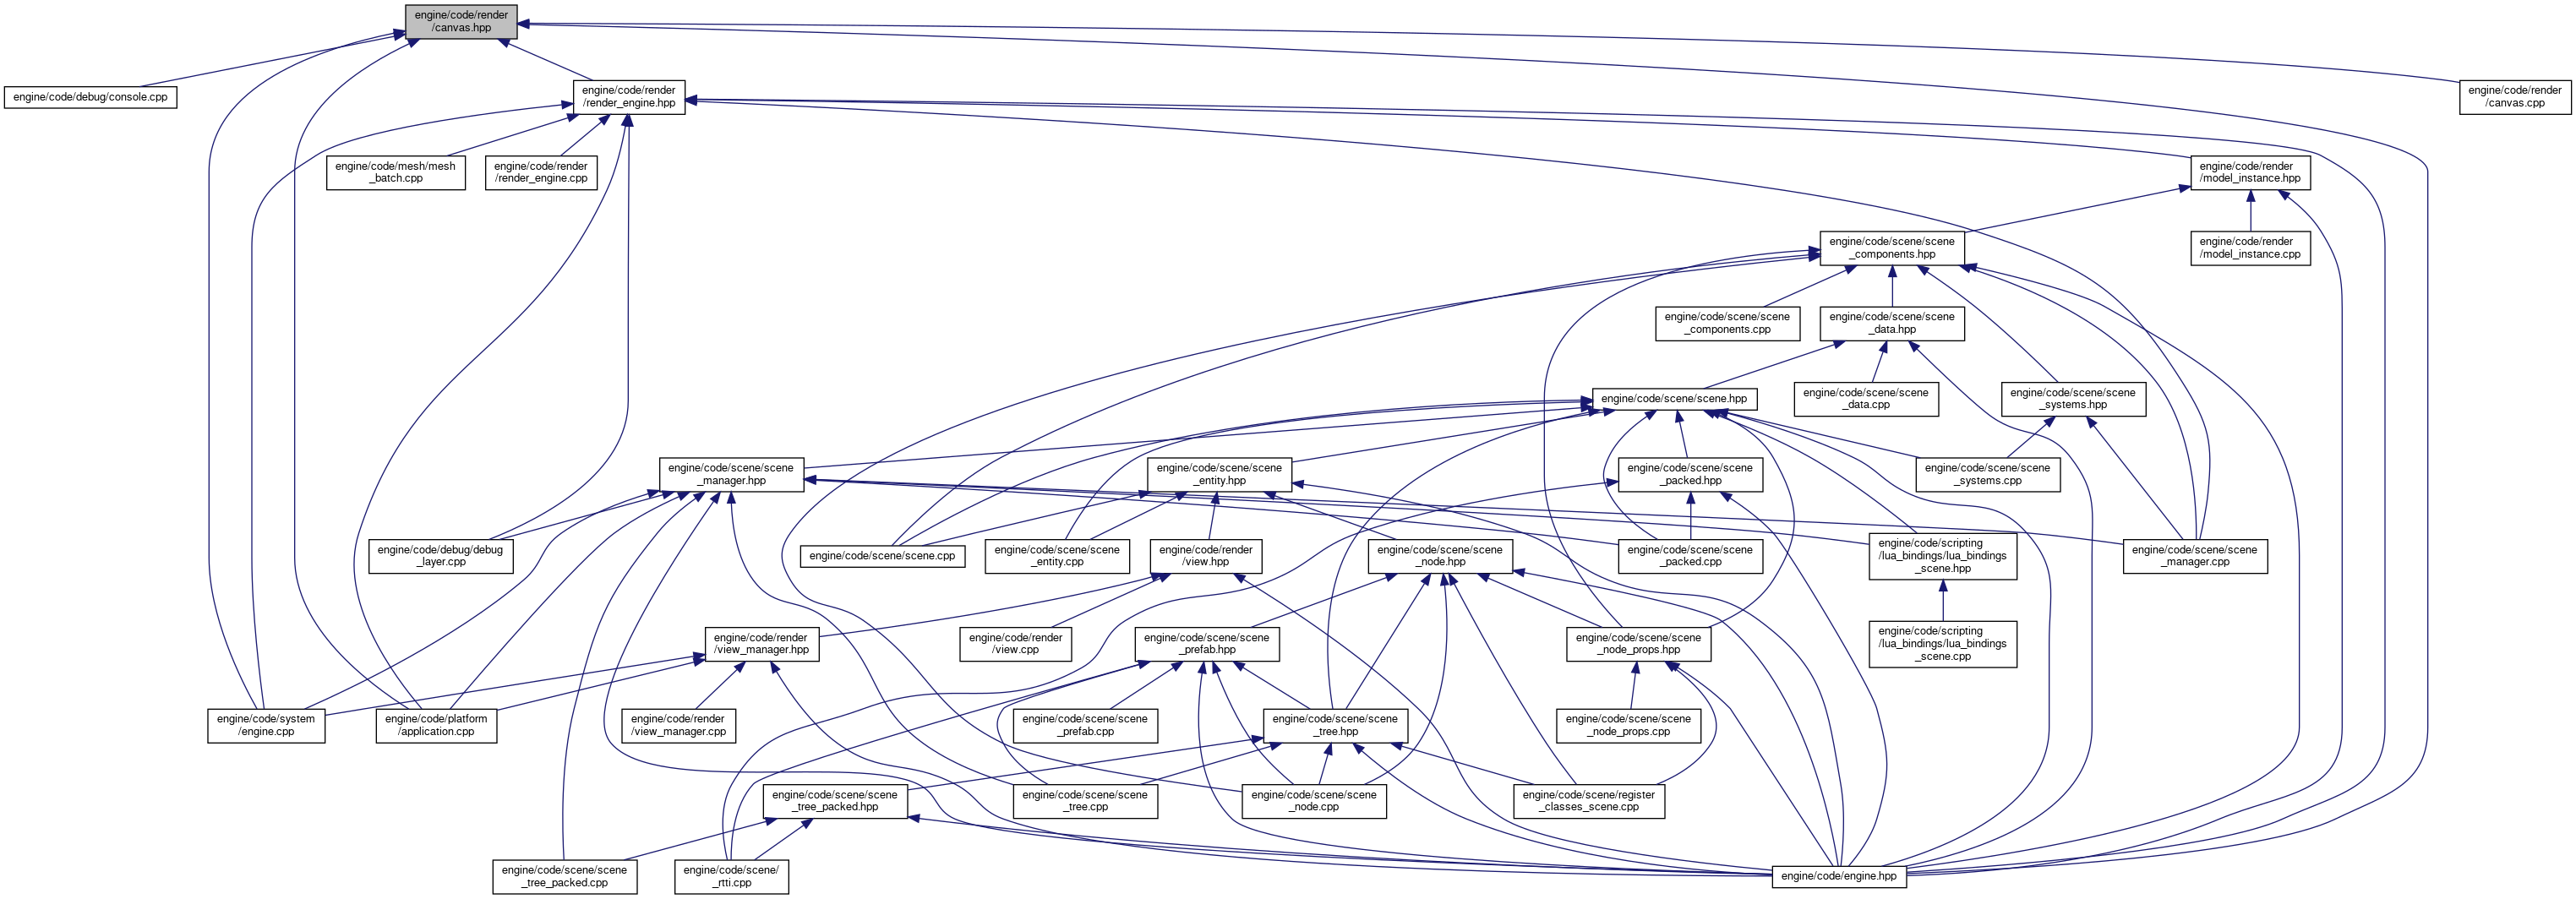 engine/code/render
/canvas.hpp
engine/code/debug/console.cpp
engine/code/render
/render_engine.hpp
engine/code/render
/canvas.cpp
engine/code/mesh/mesh
_batch.cpp
engine/code/render
/render_engine.cpp
engine/code/render
/model_instance.hpp
engine/code/scene/scene
_components.hpp
engine/code/render
/model_instance.cpp
engine/code/scene/scene
_components.cpp
engine/code/scene/scene
_data.hpp
engine/code/scene/scene.hpp
engine/code/scene/scene
_data.cpp
engine/code/scene/scene
_systems.hpp
engine/code/scene/scene
_manager.hpp
engine/code/scene/scene
_entity.hpp
engine/code/scene/scene
_packed.hpp
engine/code/scene/scene
_systems.cpp
engine/code/debug/debug
_layer.cpp
engine/code/scene/scene.cpp
engine/code/scene/scene
_entity.cpp
engine/code/render
/view.hpp
engine/code/scene/scene
_node.hpp
engine/code/scene/scene
_packed.cpp
engine/code/scripting
/lua_bindings/lua_bindings
_scene.hpp
engine/code/scene/scene
_manager.cpp
engine/code/render
/view_manager.hpp
engine/code/render
/view.cpp
engine/code/scene/scene
_prefab.hpp
engine/code/scene/scene
_node_props.hpp
engine/code/scripting
/lua_bindings/lua_bindings
_scene.cpp
engine/code/system
/engine.cpp
engine/code/platform
/application.cpp
engine/code/render
/view_manager.cpp
engine/code/scene/scene
_prefab.cpp
engine/code/scene/scene
_tree.hpp
engine/code/scene/scene
_node_props.cpp
engine/code/scene/scene
_tree_packed.hpp
engine/code/scene/scene
_tree.cpp
engine/code/scene/scene
_node.cpp
engine/code/scene/register
_classes_scene.cpp
engine/code/scene/scene
_tree_packed.cpp
engine/code/scene/
_rtti.cpp
engine/code/engine.hpp